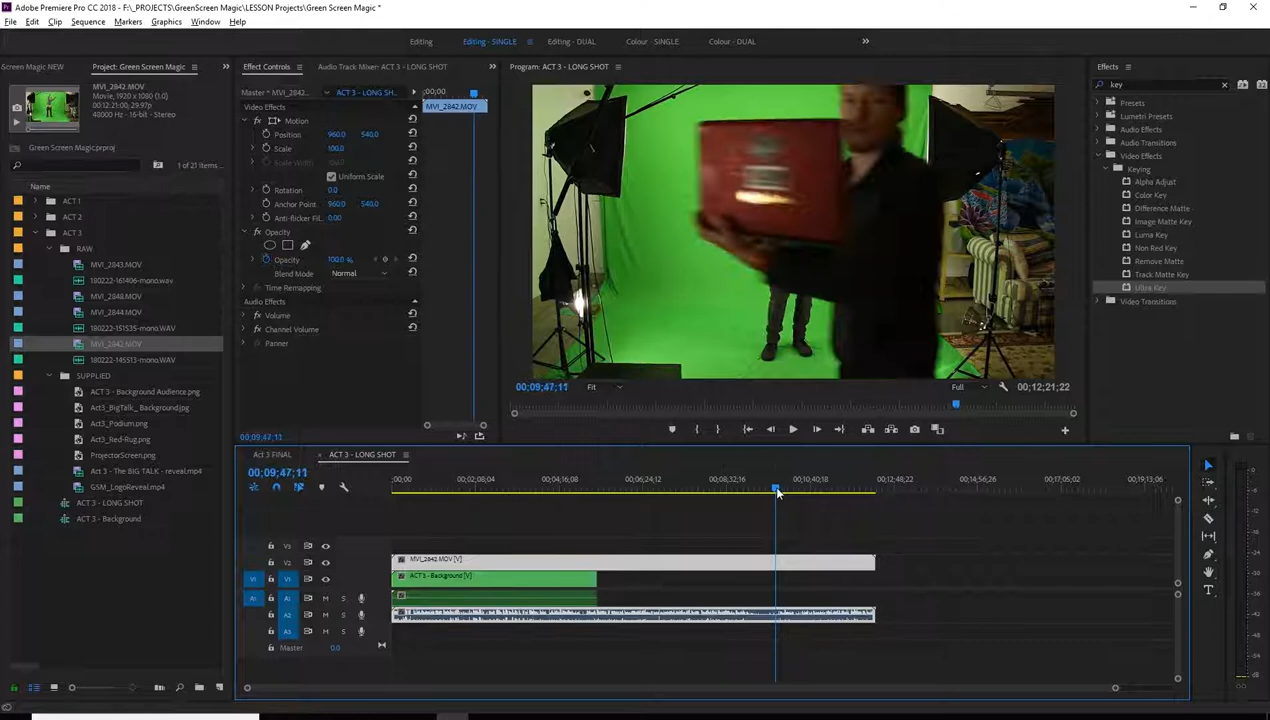 Adobe Premiere Pro CC 2018 - F:\_PROJECTS\GreenScreen Magic\LESSON Projects\Green Screen Magic *
File Edit Clip Sequence Markers Graphics Window Help
Editing Editing - SINGLE Editing - DUAL Colour - SINGLE Colour - DUAL
Screen Magic NEW Project: Green Screen Magic
MVI_2842.MOV
Movie, 1920 x 1080 (1.0)
00:12:21:00, 29.97p
48000 Hz - 16-bit - Stereo
Green Screen Magic.prproj
1 of 21 items...
Name
ACT 1
ACT 2
ACT 3
RAW
MVI_2843.MOV
180222-161406-mono.wav
MVI_2848.MOV
MVI_2844.MOV
180222-151535-mono.WAV
MVI_2842.MOV
180222-145513-mono.WAV
SUPPLIED
ACT 3 - Background Audience.png
Act3_BigTalk_ Background.jpg
Act3_Podium.png
Act3_Red-Rug.png
ProjectorScreen.png
Act 3 - The BIG TALK - reveal.mp4
GSM_LogoReveal.mp4
ACT 3 - LONG SHOT
ACT 3 - Background
Effect Controls Audio Track Mixer: ACT 3 - LONG SHOT
Master * MVI_2842... ACT 3 - LONG SH... ;00;00
Video Effects MVI_2842.MOV
Motion
Position 960.0 540.0
Scale 100.0
Scale Width 100.0
Uniform Scale
Rotation 0.0
Anchor Point 960.0 540.0
Anti-flicker Fil... 0.00
Opacity
Opacity 100.0 %
Blend Mode Normal
Time Remapping
Audio Effects
Volume
Channel Volume
Panner
00;09;47;11
Program: ACT 3 - LONG SHOT
00;09;47;11 Fit Full 00;12;21;22
Effects
key
Presets
Lumetri Presets
Audio Effects
Audio Transitions
Video Effects
Keying
Alpha Adjust
Color Key
Difference Matte
Image Matte Key
Luma Key
Non Red Key
Remove Matte
Track Matte Key
Ultra Key
Video Transitions
Act 3 FINAL ACT 3 - LONG SHOT
00;09;47;11
;00;00 00;02;08;04 00;04;16;08 00;06;24;12 00;08;32;16 00;10;40;18 00;12;48;22 00;14;56;26 00;17;05;02 00;19;13;06
V3
V2 MVI_2842.MOV [V]
V1 V1 ACT 3 - Background [V]
A1 A1 M S
A2 M S
A3 M S
Master 0.0